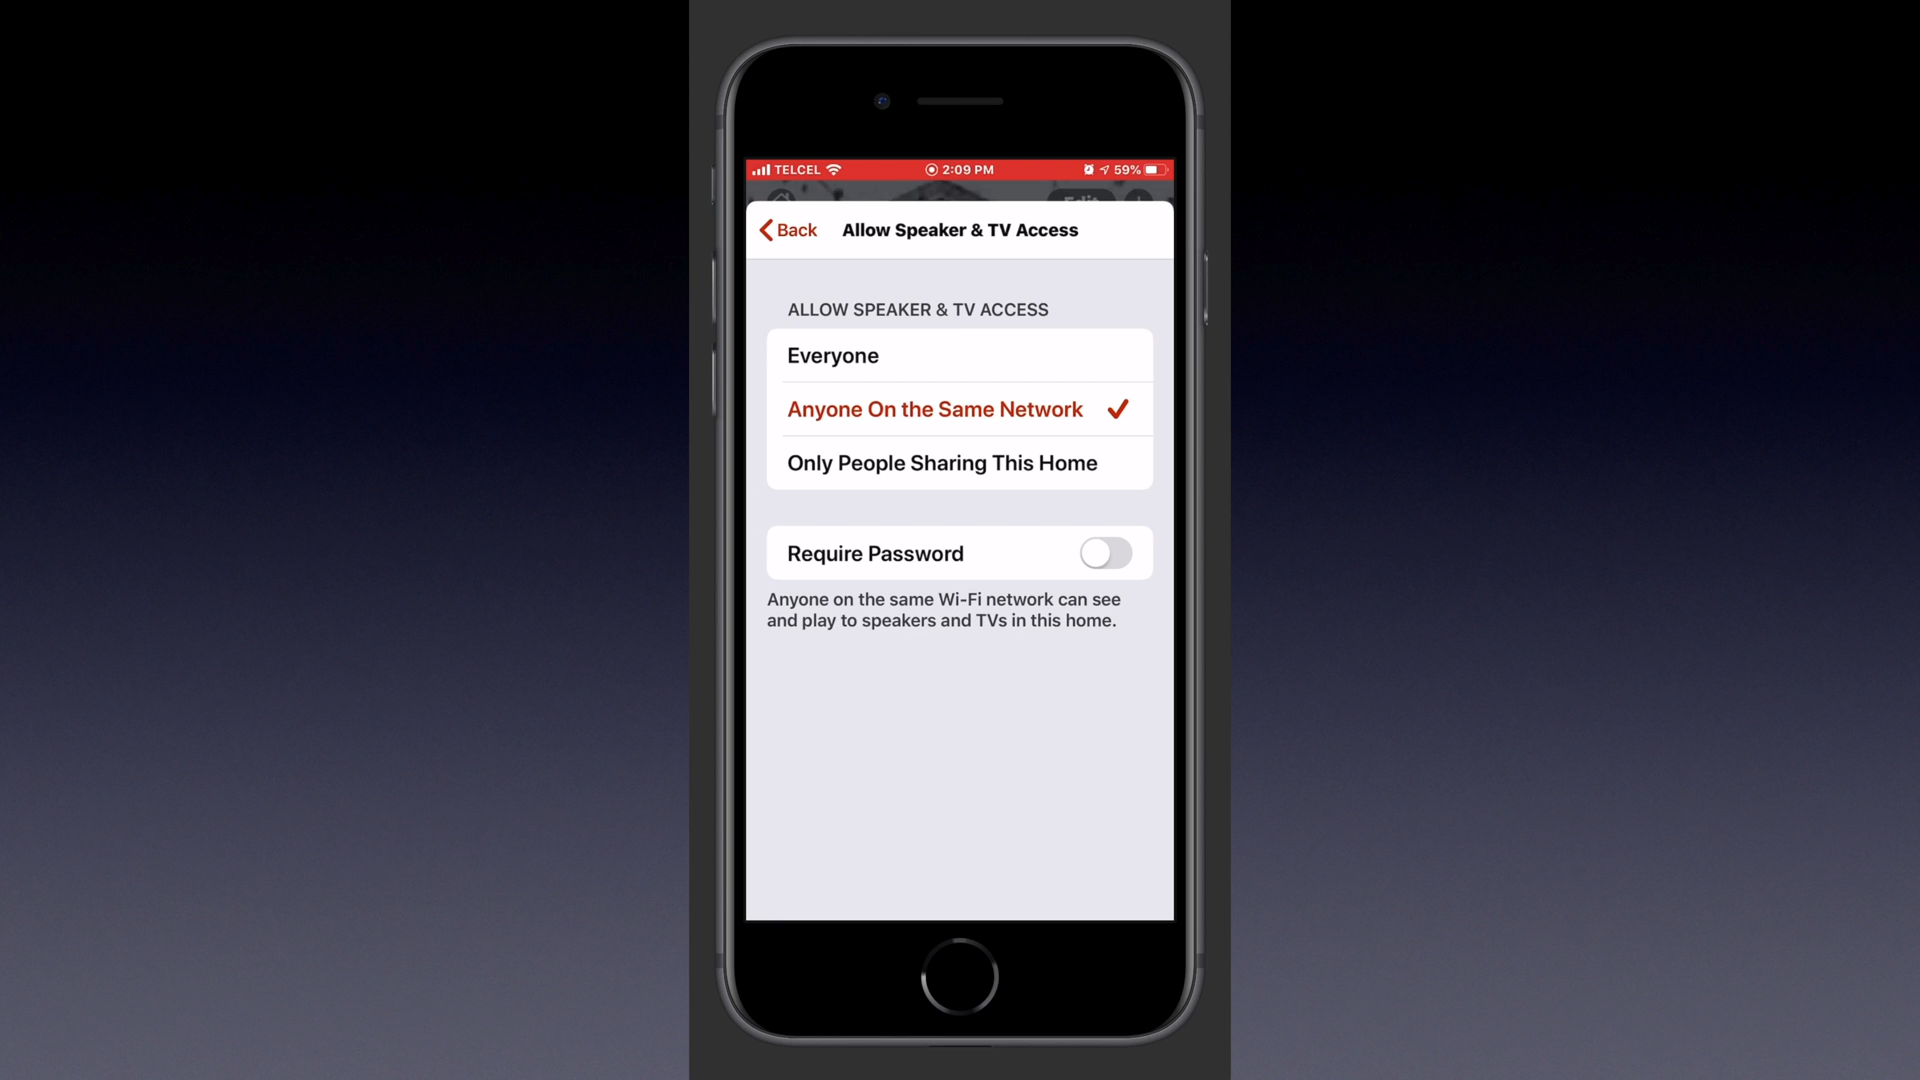 TELCEL 2:09 PM 59%
Edit
Back Allow Speaker & TV Access
ALLOW SPEAKER & TV ACCESS
Everyone
Anyone On the Same Network
Only People Sharing This Home
Require Password
Anyone on the same Wi-Fi network can see
and play to speakers and TVs in this home.